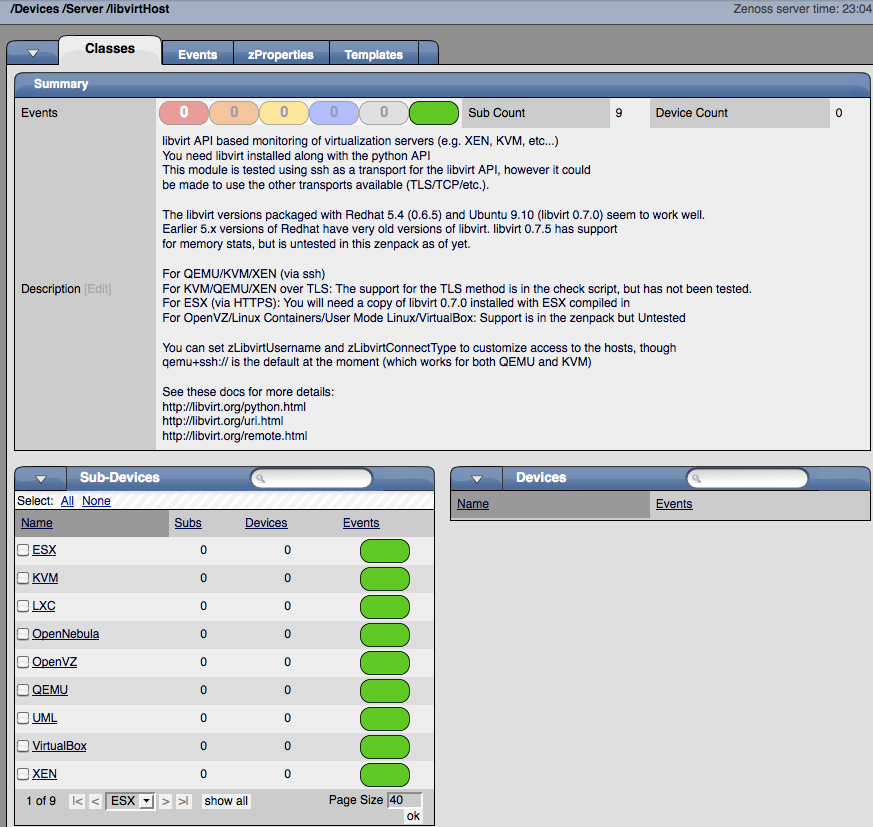 /Devices /Server /libvirtHost
Zenoss server time: 23:04
Classes
Events
zProperties
Templates
Summary
Events
0 0 0 0 0
Sub Count 9
Device Count 0
Description [Edit]
libvirt API based monitoring of virtualization servers (e.g. XEN, KVM, etc...)
You need libvirt installed along with the python API
This module is tested using ssh as a transport for the libvirt API, however it could
be made to use the other transports available (TLS/TCP/etc.).
The libvirt versions packaged with Redhat 5.4 (0.6.5) and Ubuntu 9.10 (libvirt 0.7.0) seem to work well.
Earlier 5.x versions of Redhat have very old versions of libvirt. libvirt 0.7.5 has support
for memory stats, but is untested in this zenpack as of yet.
For QEMU/KVM/XEN (via ssh)
For KVM/QEMU/XEN over TLS: The support for the TLS method is in the check script, but has not been tested.
For ESX (via HTTPS): You will need a copy of libvirt 0.7.0 installed with ESX compiled in
For OpenVZ/Linux Containers/User Mode Linux/VirtualBox: Support is in the zenpack but Untested
You can set zLibvirtUsername and zLibvirtConnectType to customize access to the hosts, though
qemu+ssh:// is the default at the moment (which works for both QEMU and KVM)
See these docs for more details:
http://libvirt.org/python.html
http://libvirt.org/uri.html
http://libvirt.org/remote.html
Sub-Devices
Select: All None
Name Subs Devices Events
ESX 0 0
KVM 0 0
LXC 0 0
OpenNebula 0 0
OpenVZ 0 0
QEMU 0 0
UML 0 0
VirtualBox 0 0
XEN 0 0
1 of 9 |< < ESX > >| show all Page Size 40
ok
Devices
Name Events